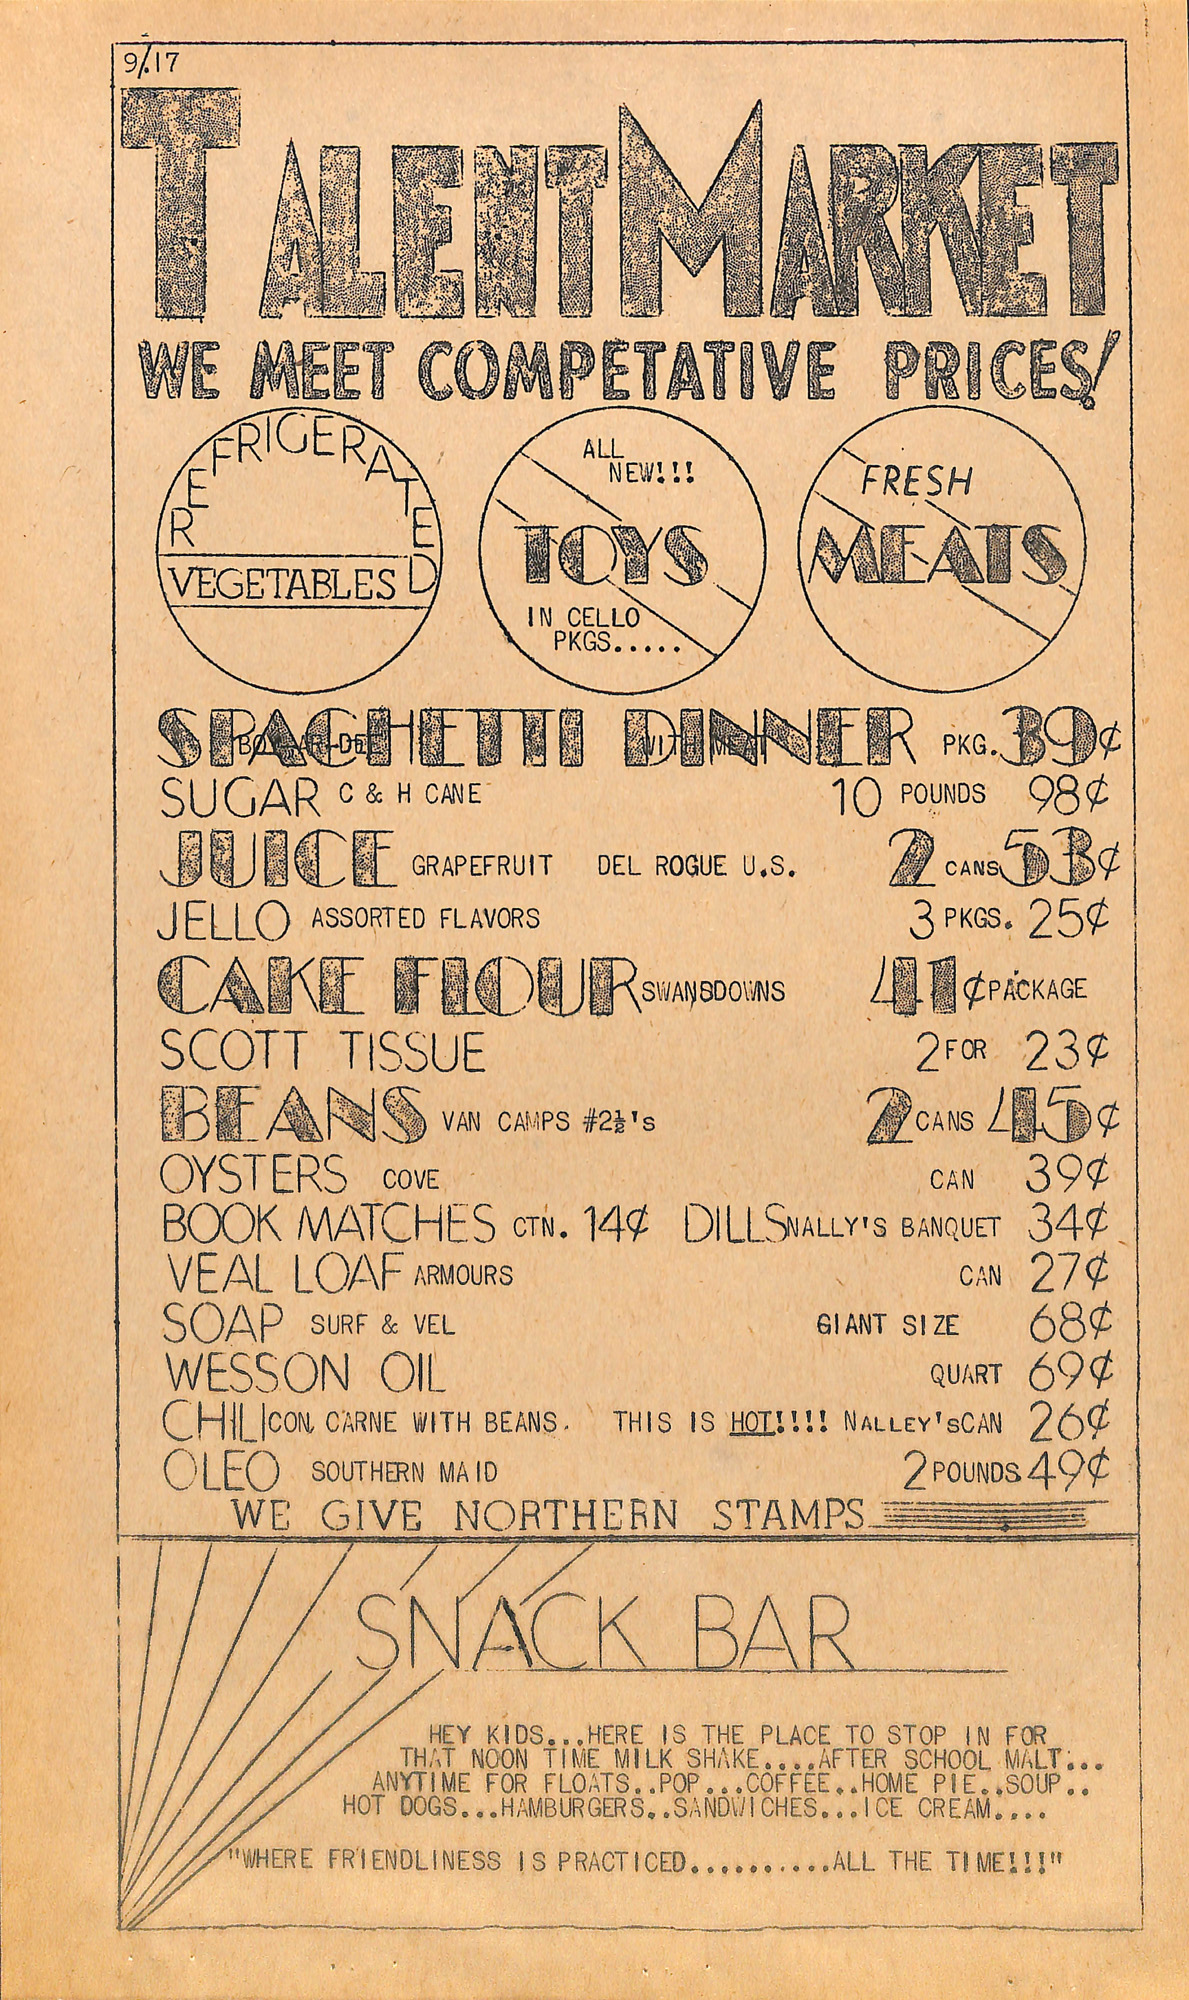 9/.17
TALENT MARKET
WE MEET COMPETATIVE PRICES!
REFRIGERATED
VEGETABLES
ALL
NEW!!!
TOYS
IN CELLO
PKGS.....
FRESH
MEATS
SPAGHETTI DINNER PKG. 39¢
BOY-AR-DEE WITH MEAT
SUGAR C & H CANE 10 POUNDS 98¢
JUICE GRAPEFRUIT DEL ROGUE U.S. 2 CANS 53¢
JELLO ASSORTED FLAVORS 3 PKGS. 25¢
CAKE FLOUR SWANSDOWNS 41¢ PACKAGE
SCOTT TISSUE 2 FOR 23¢
BEANS VAN CAMPS #2½'s 2 CANS 45¢
OYSTERS COVE CAN 39¢
BOOK MATCHES CTN. 14¢ DILLS NALLY'S BANQUET 34¢
VEAL LOAF ARMOURS CAN 27¢
SOAP SURF & VEL GIANT SIZE 68¢
WESSON OIL QUART 69¢
CHILI CON CARNE WITH BEANS. THIS IS HOT!!!! NALLEY's CAN 26¢
OLEO SOUTHERN MAID 2 POUNDS 49¢
WE GIVE NORTHERN STAMPS
SNACK BAR
HEY KIDS...HERE IS THE PLACE TO STOP IN FOR
THAT NOON TIME MILK SHAKE....AFTER SCHOOL MALT:...
ANYTIME FOR FLOATS..POP...COFFEE..HOME PIE..SOUP..
HOT DOGS...HAMBURGERS..SANDWICHES...ICE CREAM....
"WHERE FRIENDLINESS IS PRACTICED..........ALL THE TIME!!!"